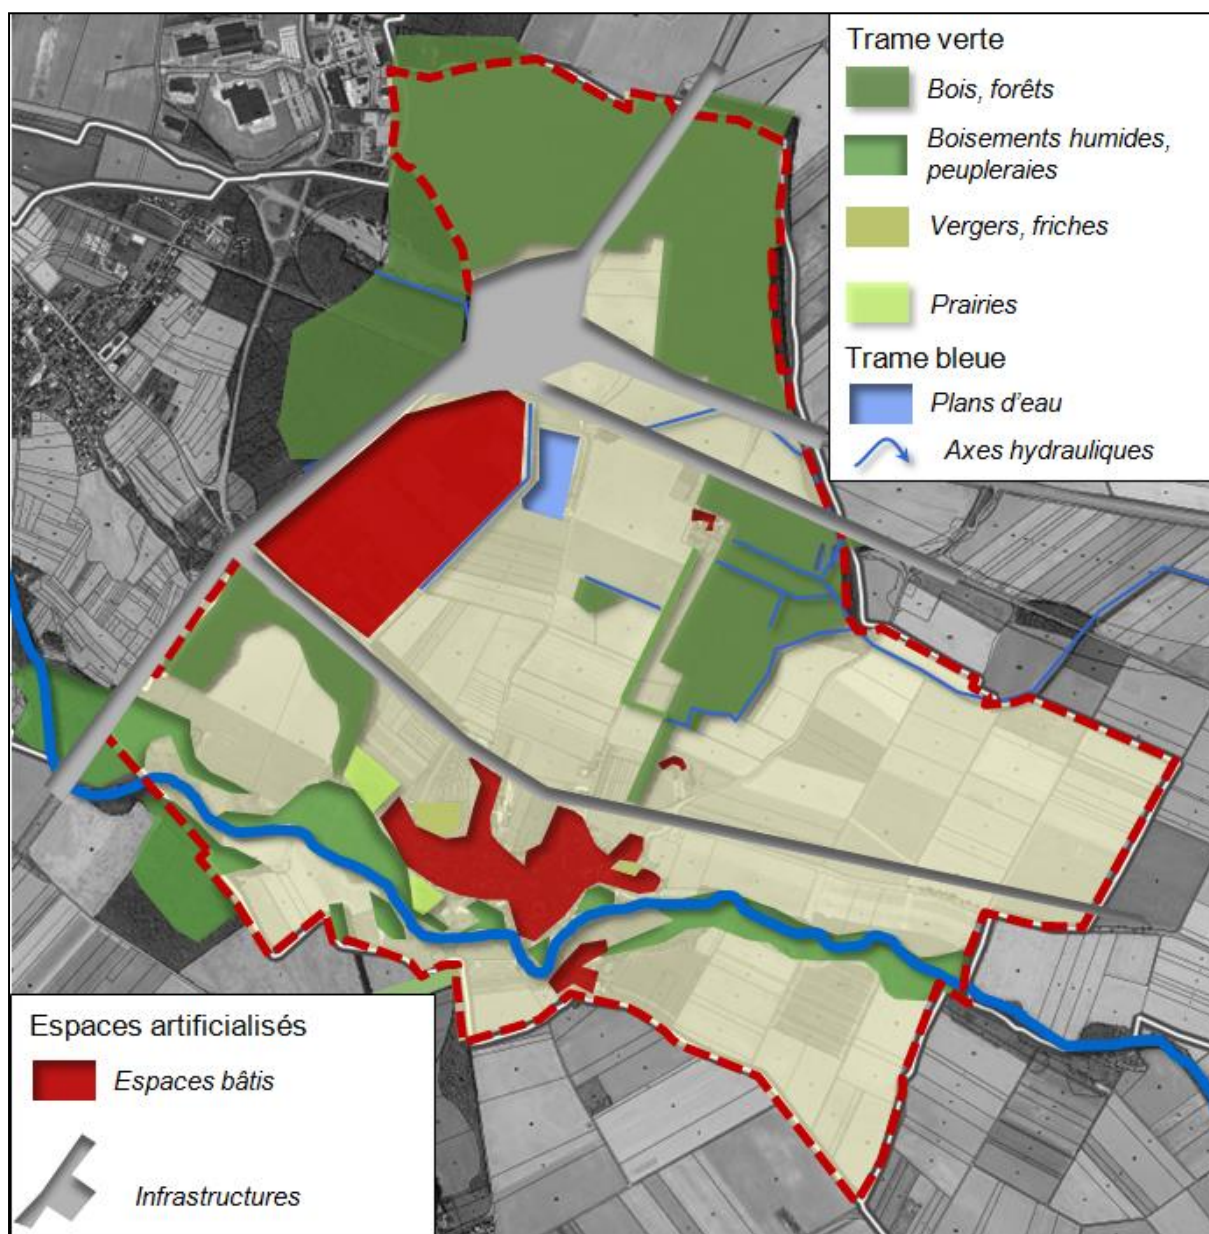 Trame verte
Bois, forêts
Boisements humides,
peupleraies
Vergers, friches
Prairies
Trame bleue
Plans d'eau
Axes hydrauliques
Espaces artificialisés
Espaces bâtis
Infrastructures